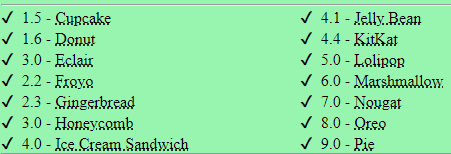 ✓ 1.5 - Cupcake
✓ 1.6 - Donut
✓ 3.0 - Eclair
✓ 2.2 - Froyo
✓ 2.3 - Gingerbread
✓ 3.0 - Honeycomb
✓ 4.0 - Ice Cream Sandwich
✓ 4.1 - Jelly Bean
✓ 4.4 - KitKat
✓ 5.0 - Lolipop
✓ 6.0 - Marshmallow
✓ 7.0 - Nougat
✓ 8.0 - Oreo
✓ 9.0 - Pie